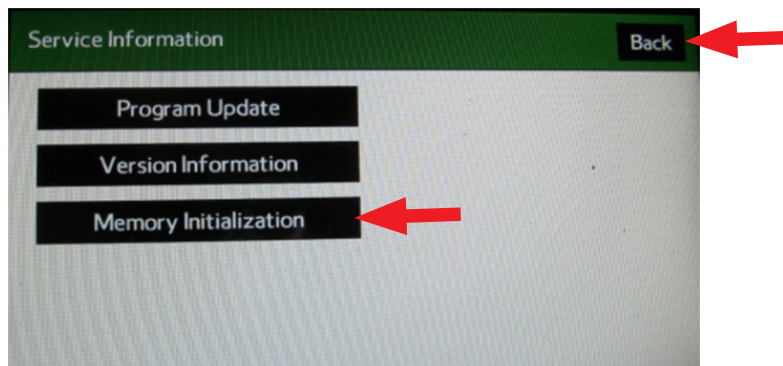 Service Information
Back
Program Update
Version Information
Memory Initialization